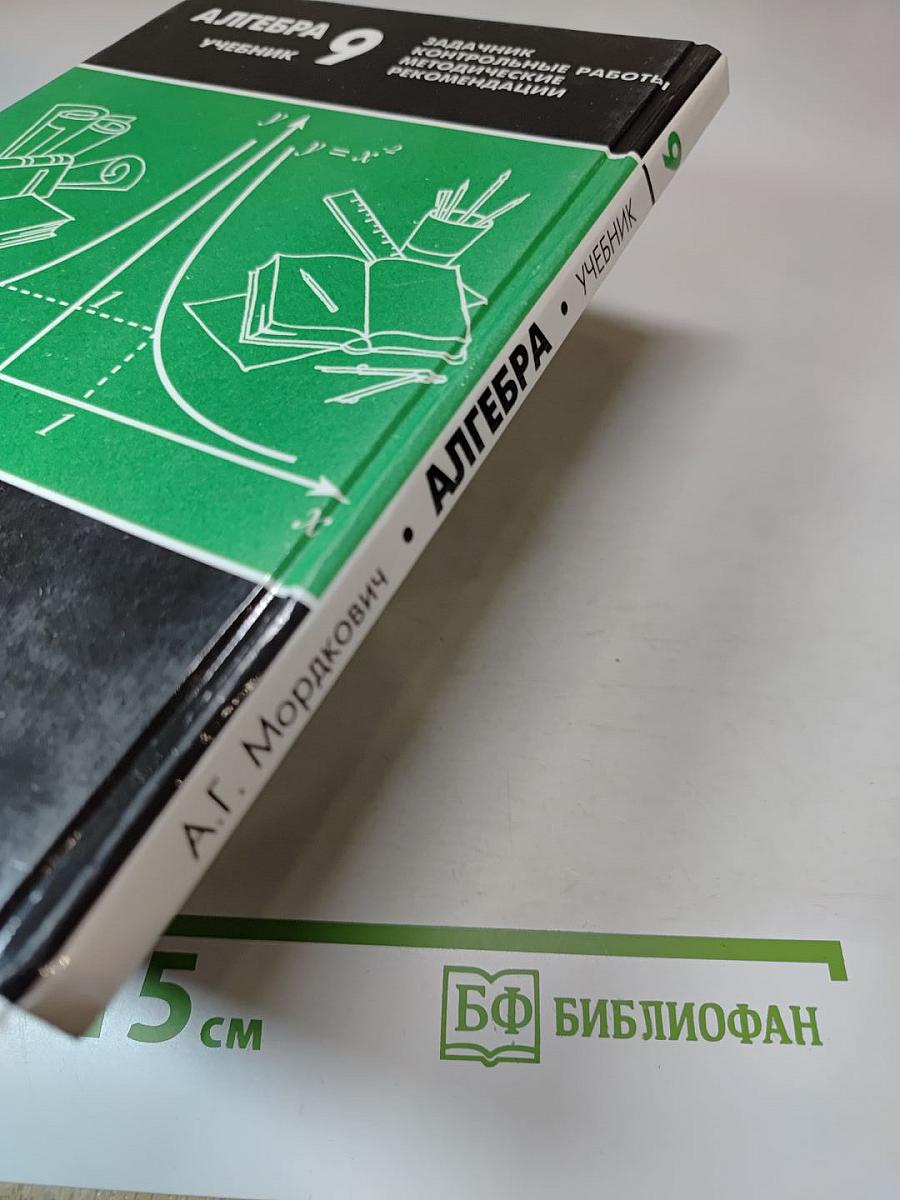 АЛГЕБРА
УЧЕБНИК
9
ЗАДАЧНИК
КОНТРОЛЬНЫЕ РАБОТЫ
МЕТОДИЧЕСКИЕ
РЕКОМЕНДАЦИИ
y
y = x²
1
1
x
А.Г. Мордкович • АЛГЕБРА • УЧЕБНИК | 9
15 см
БФ БИБЛИОФАН